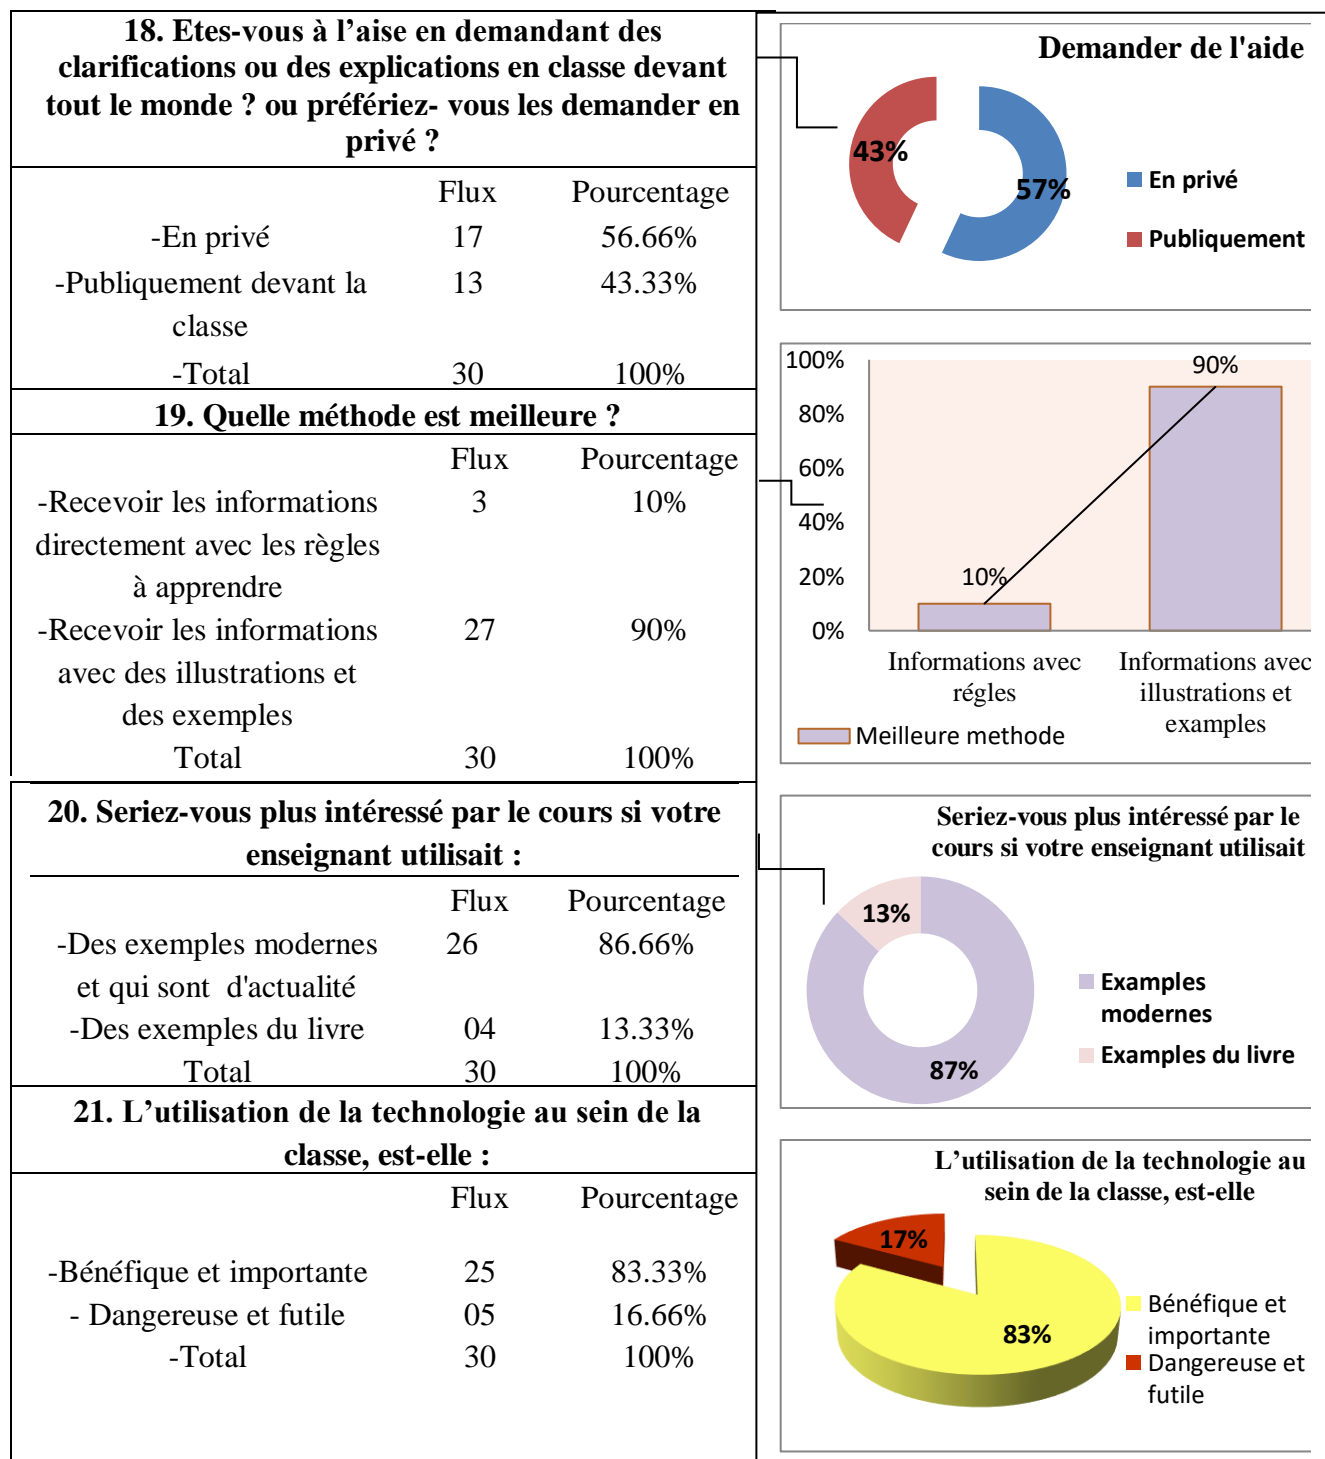 18. Etes-vous à l’aise en demandant des
clarifications ou des explications en classe devant
tout le monde ? ou préfériez- vous les demander en
privé ?
Flux Pourcentage
-En privé 17 56.66%
-Publiquement devant la 13 43.33%
classe
-Total 30 100%
19. Quelle méthode est meilleure ?
Flux Pourcentage
-Recevoir les informations 3 10%
directement avec les règles
à apprendre
-Recevoir les informations 27 90%
avec des illustrations et
des exemples
Total 30 100%
20. Seriez-vous plus intéressé par le cours si votre
enseignant utilisait :
Flux Pourcentage
-Des exemples modernes 26 86.66%
et qui sont d'actualité
-Des exemples du livre 04 13.33%
Total 30 100%
21. L’utilisation de la technologie au sein de la
classe, est-elle :
Flux Pourcentage
-Bénéfique et importante 25 83.33%
- Dangereuse et futile 05 16.66%
-Total 30 100%
Demander de l'aide
43%
57%
En privé
Publiquement
100%
80%
60%
40%
20%
0%
10%
90%
Informations avec
régles
Informations avec
illustrations et
examples
Meilleure methode
Seriez-vous plus intéressé par le
cours si votre enseignant utilisait
13%
87%
Examples
modernes
Examples du livre
L’utilisation de la technologie au
sein de la classe, est-elle
17%
83%
Bénéfique et
importante
Dangereuse et
futile